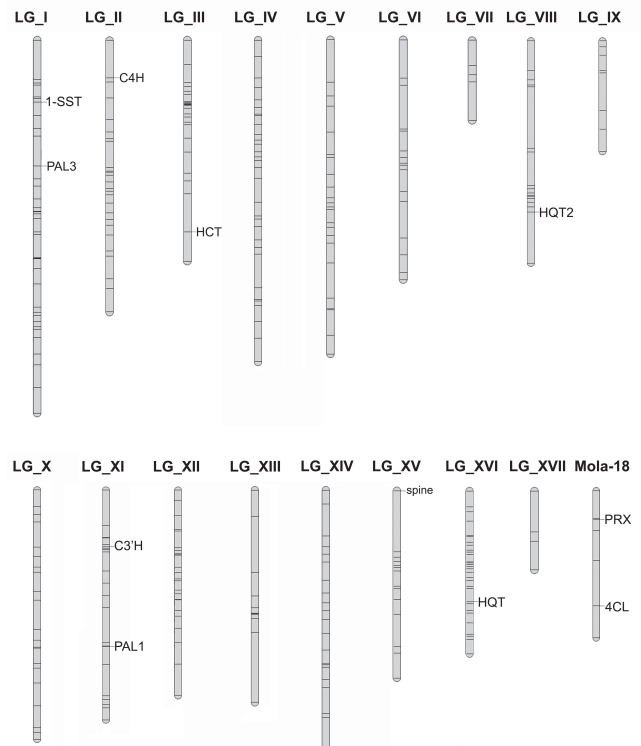 LG_I LG_II LG_III LG_IV LG_V LG_VI LG_VII LG_VIII LG_IX
C4H
1-SST
PAL3
HQT2
HCT
LG_X LG_XI LG_XII LG_XIII LG_XIV LG_XV LG_XVI LG_XVII Mola-18
spine
PRX
C3’H
HQT
4CL
PAL1